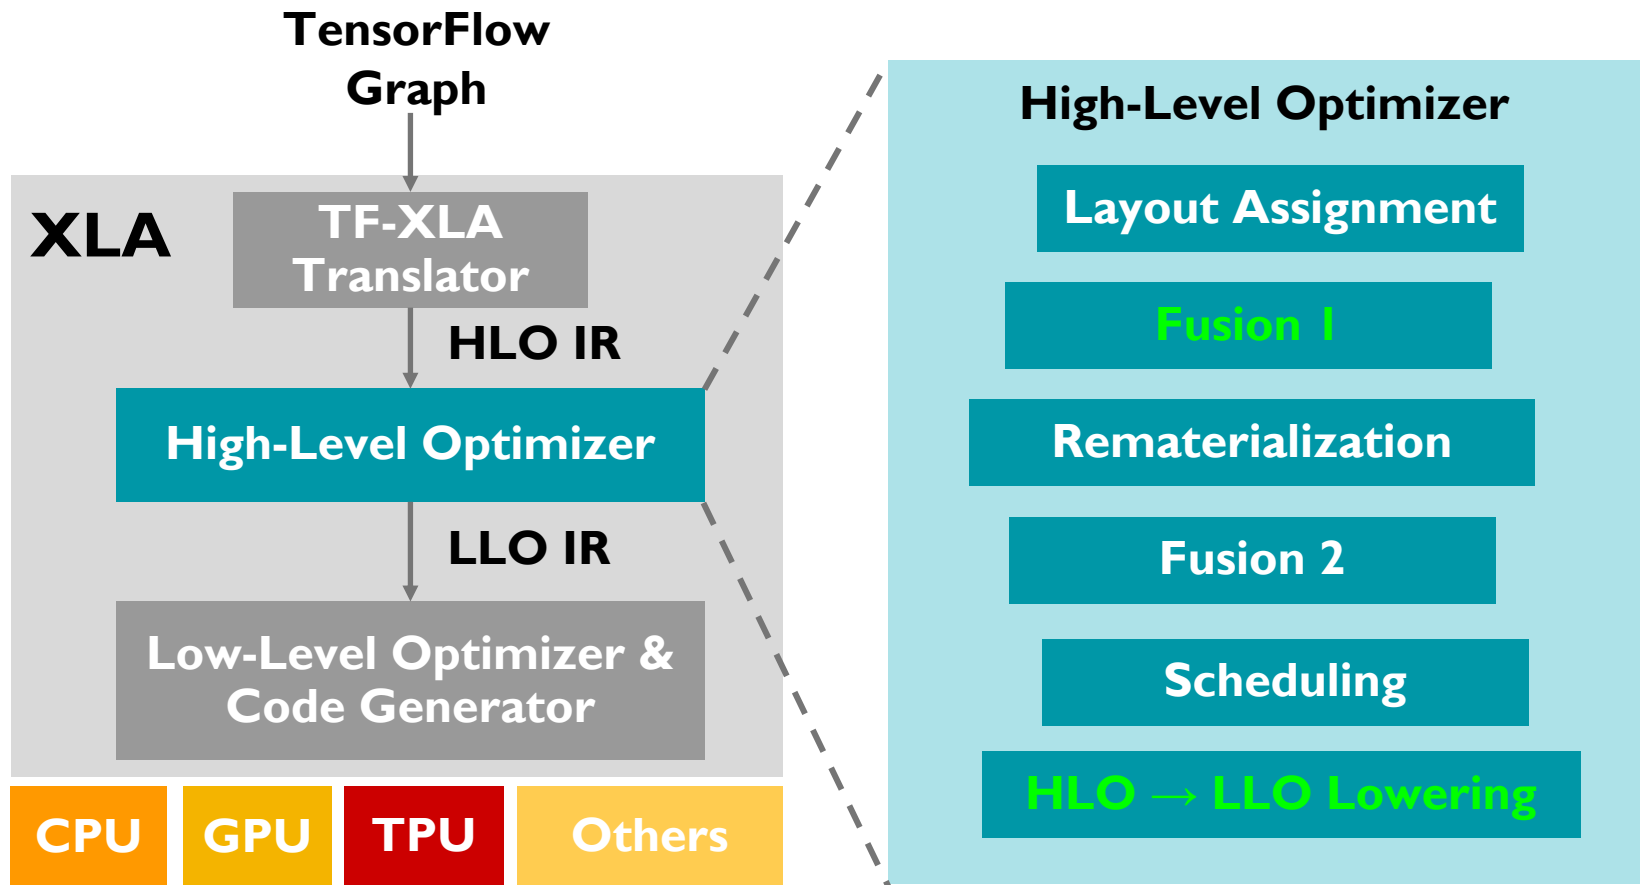 TensorFlow
Graph
XLA
TF-XLA
Translator
HLO IR
High-Level Optimizer
LLO IR
Low-Level Optimizer &
Code Generator
CPU
GPU
TPU
Others
High-Level Optimizer
Layout Assignment
Fusion 1
Rematerialization
Fusion 2
Scheduling
HLO → LLO Lowering